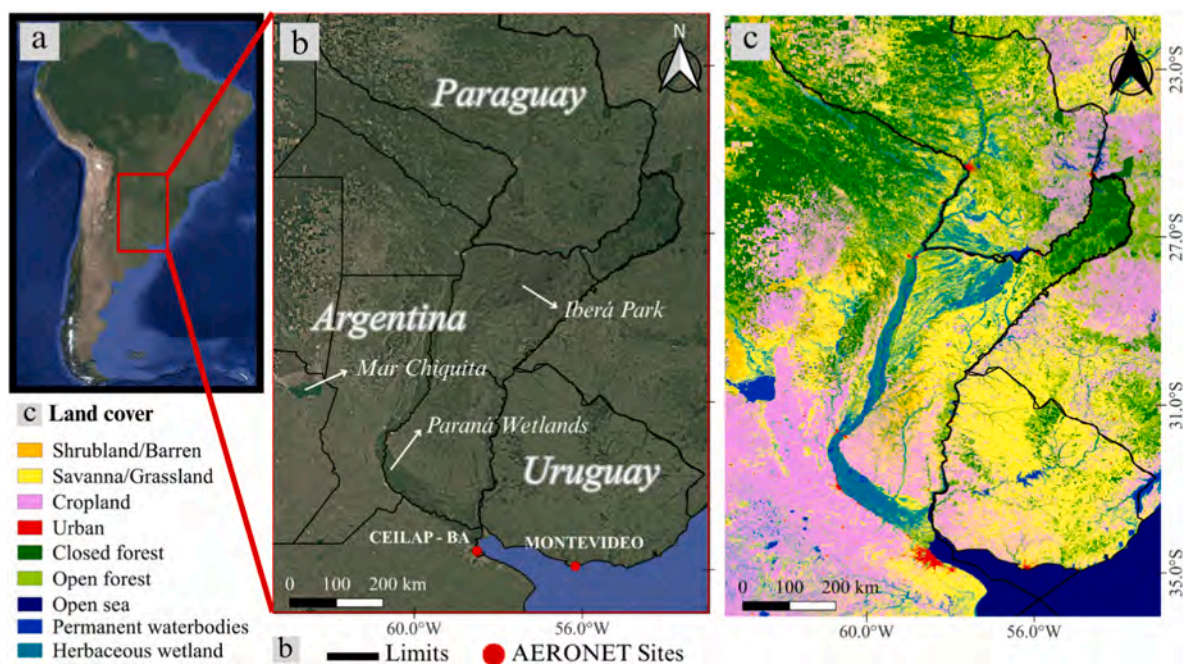 a
b
c
N
N
Paraguay
Argentina
Uruguay
Iberá Park
Mar Chiquita
Paraná Wetlands
CEILAP - BA
MONTEVIDEO
0 100 200 km
0 100 200 km
23.0°S
27.0°S
31.0°S
35.0°S
60.0°W 56.0°W
60.0°W 56.0°W
c Land cover
Shrubland/Barren
Savanna/Grassland
Cropland
Urban
Closed forest
Open forest
Open sea
Permanent waterbodies
Herbaceous wetland
b Limits AERONET Sites